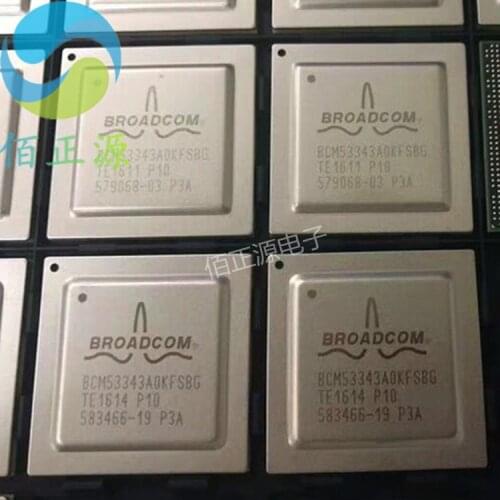 佰正源
BROADCOM®
BCM53343A0KFSBG
TE1611 P10
579068-03 P3A
BROADCOM®
BCM53343A0KFSBG
TE1611 P10
579068-03 P3A
佰正源电子
BROADCOM®
BCM53343A0KFSBG
TE1614 P10
583466-19 P3A
BROADCOM®
BCM53343A0KFSBG
TE1614 P10
583466-19 P3A